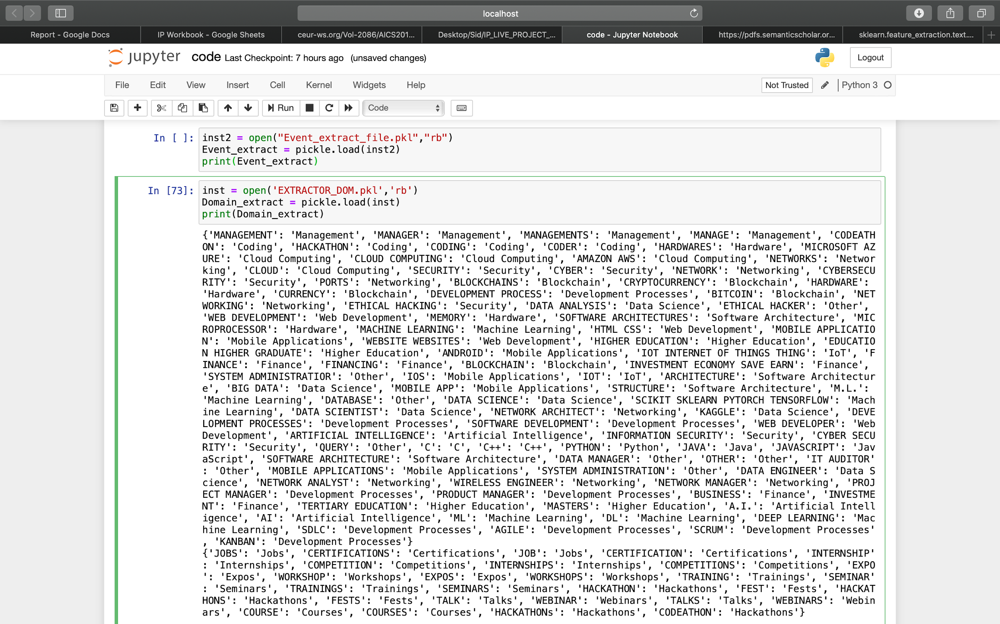 localhost
Report - Google Docs
IP Workbook - Google Sheets
ceur-ws.org/Vol-2086/AICS201...
Desktop/Sid/IP_LIVE_PROJECT_...
code - Jupyter Notebook
https://pdfs.semanticscholar.or...
sklearn.feature_extraction.text....
jupyter code Last Checkpoint: 7 hours ago (unsaved changes)
Logout
File Edit View Insert Cell Kernel Widgets Help
Not Trusted
Python 3
Run
Code
In [ ]: inst2 = open("Event_extract_file.pkl","rb")
Event_extract = pickle.load(inst2)
print(Event_extract)
In [73]: inst = open('EXTRACTOR_DOM.pkl','rb')
Domain_extract = pickle.load(inst)
print(Domain_extract)
{'MANAGEMENT': 'Management', 'MANAGER': 'Management', 'MANAGEMENTS': 'Management', 'MANAGE': 'Management', 'CODEATH
ON': 'Coding', 'HACKATHON': 'Coding', 'CODING': 'Coding', 'CODER': 'Coding', 'HARDWARES': 'Hardware', 'MICROSOFT AZ
URE': 'Cloud Computing', 'CLOUD COMPUTING': 'Cloud Computing', 'AMAZON AWS': 'Cloud Computing', 'NETWORKS': 'Networ
king', 'CLOUD': 'Cloud Computing', 'SECURITY': 'Security', 'CYBER': 'Security', 'NETWORK': 'Networking', 'CYBERSECU
RITY': 'Security', 'PORTS': 'Networking', 'BLOCKCHAINS': 'Blockchain', 'CRYPTOCURRENCY': 'Blockchain', 'HARDWARE':
'Hardware', 'CURRENCY': 'Blockchain', 'DEVELOPMENT PROCESS': 'Development Processes', 'BITCOIN': 'Blockchain', 'NET
WORKING': 'Networking', 'ETHICAL HACKING': 'Security', 'DATA ANALYSIS': 'Data Science', 'ETHICAL HACKER': 'Other',
'WEB DEVELOPMENT': 'Web Development', 'MEMORY': 'Hardware', 'SOFTWARE ARCHITECTURES': 'Software Architecture', 'MIC
ROPROCESSOR': 'Hardware', 'MACHINE LEARNING': 'Machine Learning', 'HTML CSS': 'Web Development', 'MOBILE APPLICATIO
N': 'Mobile Applications', 'WEBSITE WEBSITES': 'Web Development', 'HIGHER EDUCATION': 'Higher Education', 'EDUCATIO
N HIGHER GRADUATE': 'Higher Education', 'ANDROID': 'Mobile Applications', 'IOT INTERNET OF THINGS THING': 'IoT', 'F
INANCE': 'Finance', 'FINANCING': 'Finance', 'BLOCKCHAIN': 'Blockchain', 'INVESTMENT ECONOMY SAVE EARN': 'Finance',
'SYSTEM ADMINISTRATIOR': 'Other', 'IOS': 'Mobile Applications', 'IOT': 'IoT', 'ARCHITECTURE': 'Software Architectur
e', 'BIG DATA': 'Data Science', 'MOBILE APP': 'Mobile Applications', 'STRUCTURE': 'Software Architecture', 'M.L.':
'Machine Learning', 'DATABASE': 'Other', 'DATA SCIENCE': 'Data Science', 'SCIKIT SKLEARN PYTORCH TENSORFLOW': 'Mach
ine Learning', 'DATA SCIENTIST': 'Data Science', 'NETWORK ARCHITECT': 'Networking', 'KAGGLE': 'Data Science', 'DEVE
LOPMENT PROCESSES': 'Development Processes', 'SOFTWARE DEVELOPMENT': 'Development Processes', 'WEB DEVELOPER': 'Web
Development', 'ARTIFICIAL INTELLIGENCE': 'Artificial Intelligence', 'INFORMATION SECURITY': 'Security', 'CYBER SECU
RITY': 'Security', 'QUERY': 'Other', 'C': 'C', 'C++': 'C++', 'PYTHON': 'Python', 'JAVA': 'Java', 'JAVASCRIPT': 'Jav
aScript', 'SOFTWARE ARCHITECTURE': 'Software Architecture', 'DATA MANAGER': 'Other', 'OTHER': 'Other', 'IT AUDITOR'
: 'Other', 'MOBILE APPLICATIONS': 'Mobile Applications', 'SYSTEM ADMINISTRATION': 'Other', 'DATA ENGINEER': 'Data S
cience', 'NETWORK ANALYST': 'Networking', 'WIRELESS ENGINEER': 'Networking', 'NETWORK MANAGER': 'Networking', 'PROJ
ECT MANAGER': 'Development Processes', 'PRODUCT MANAGER': 'Development Processes', 'BUSINESS': 'Finance', 'INVESTME
NT': 'Finance', 'TERTIARY EDUCATION': 'Higher Education', 'MASTERS': 'Higher Education', 'A.I.': 'Artificial Intell
igence', 'AI': 'Artificial Intelligence', 'ML': 'Machine Learning', 'DL': 'Machine Learning', 'DEEP LEARNING': 'Mac
hine Learning', 'SDLC': 'Development Processes', 'AGILE': 'Development Processes', 'SCRUM': 'Development Processes'
, 'KANBAN': 'Development Processes'}
{'JOBS': 'Jobs', 'CERTIFICATIONS': 'Certifications', 'JOB': 'Jobs', 'CERTIFICATION': 'Certifications', 'INTERNSHIP'
: 'Internships', 'COMPETITION': 'Competitions', 'INTERNSHIPS': 'Internships', 'COMPETITIONS': 'Competitions', 'EXPO
': 'Expos', 'WORKSHOP': 'Workshops', 'EXPOS': 'Expos', 'WORKSHOPS': 'Workshops', 'TRAINING': 'Trainings', 'SEMINAR'
: 'Seminars', 'TRAININGS': 'Trainings', 'SEMINARS': 'Seminars', 'HACKATHON': 'Hackathons', 'FEST': 'Fests', 'HACKAT
HONS': 'Hackathons', 'FESTS': 'Fests', 'TALK': 'Talks', 'WEBINAR': 'Webinars', 'TALKS': 'Talks', 'WEBINARS': 'Webin
ars', 'COURSE': 'Courses', 'COURSES': 'Courses', 'HACKATHONs': 'Hackathons', 'CODEATHON': 'Hackathons'}